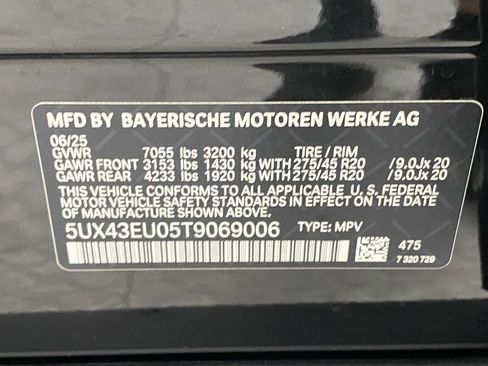 MFD BY BAYERISCHE MOTOREN WERKE AG
06/25
GVWR 7055 lbs 3200 kg TIRE / RIM
GAWR FRONT 3153 lbs 1430 kg WITH 275/45 R20 / 9.0Jx 20
GAWR REAR 4233 lbs 1920 kg WITH 275/45 R20 / 9.0Jx 20
THIS VEHICLE CONFORMS TO ALL APPLICABLE U. S. FEDERAL
MOTOR VEHICLE SAFETY STANDARDS IN EFFECT ON THE DATE
OF MANUFACTURE SHOWN ABOVE.
5UX43EU05T9069006 TYPE: MPV
475
7 320 729